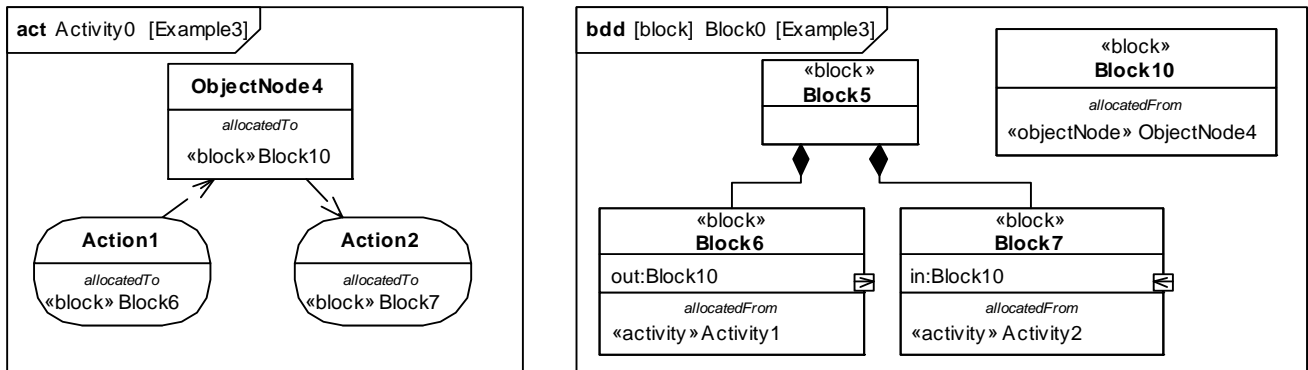 act Activity0 [Example3]
ObjectNode4
allocatedTo
«block» Block10
Action1
allocatedTo
«block» Block6
Action2
allocatedTo
«block» Block7
bdd [block] Block0 [Example3]
«block»
Block5
«block»
Block10
allocatedFrom
«objectNode» ObjectNode4
«block»
Block6
out:Block10
allocatedFrom
«activity» Activity1
«block»
Block7
in:Block10
allocatedFrom
«activity» Activity2